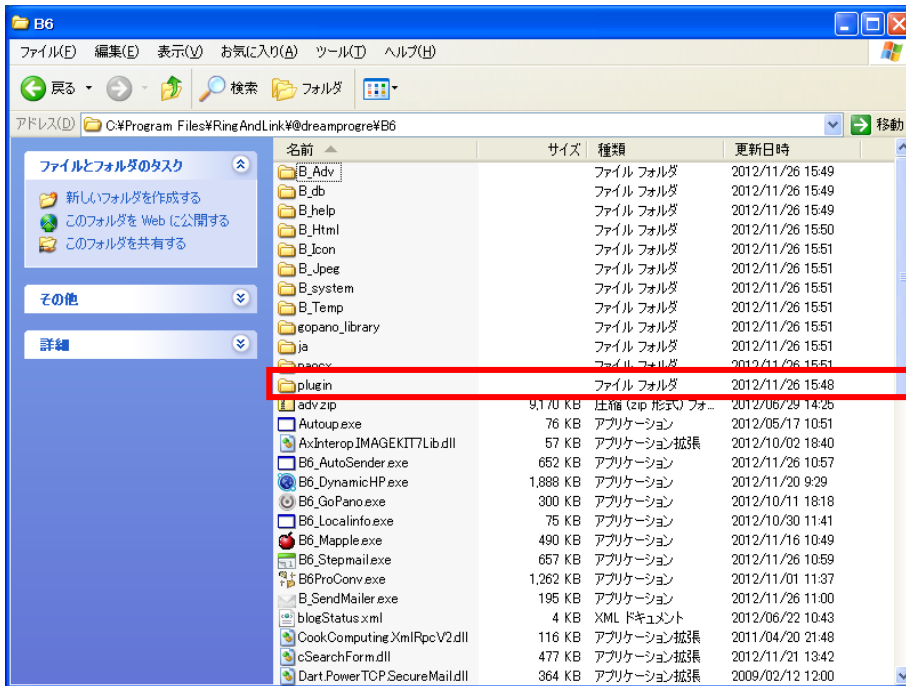 B6
ファイル(F) 編集(E) 表示(V) お気に入り(A) ツール(T) ヘルプ(H)
戻る 検索 フォルダ
アドレス(D) C:¥Program Files¥RingAndLink¥@dreamprogre¥B6 移動
ファイルとフォルダのタスク
新しいフォルダを作成する
このフォルダを Web に公開する
このフォルダを共有する
その他
詳細
名前 サイズ 種類 更新日時
B_Adv ファイル フォルダ 2012/11/26 15:49
B_db ファイル フォルダ 2012/11/26 15:49
B_help ファイル フォルダ 2012/11/26 15:49
B_Html ファイル フォルダ 2012/11/26 15:50
B_Icon ファイル フォルダ 2012/11/26 15:51
B_Jpeg ファイル フォルダ 2012/11/26 15:51
B_system ファイル フォルダ 2012/11/26 15:51
B_Temp ファイル フォルダ 2012/11/26 15:51
gopano_library ファイル フォルダ 2012/11/26 15:51
ja ファイル フォルダ 2012/11/26 15:51
ファイル フォルダ 2012/11/26 15:51
plugin ファイル フォルダ 2012/11/26 15:48
adv.zip 9,170 KB 圧縮 (zip 形式) フォ... 2012/06/29 14:25
Autoup.exe 76 KB アプリケーション 2012/05/17 10:51
AxInterop.IMAGEKIT7Lib.dll 57 KB アプリケーション拡張 2012/10/02 18:40
B6_AutoSender.exe 652 KB アプリケーション 2012/11/26 10:57
B6_DynamicHP.exe 1,888 KB アプリケーション 2012/11/20 9:29
B6_GoPano.exe 300 KB アプリケーション 2012/10/11 18:18
B6_Localinfo.exe 75 KB アプリケーション 2012/10/30 11:41
B6_Mapple.exe 490 KB アプリケーション 2012/11/16 10:49
B6_Stepmail.exe 657 KB アプリケーション 2012/11/26 10:59
B6ProConv.exe 1,262 KB アプリケーション 2012/11/01 11:37
B_SendMailer.exe 195 KB アプリケーション 2012/11/26 11:00
blogStatus.xml 4 KB XML ドキュメント 2012/06/22 10:43
CookComputing.XmlRpcV2.dll 116 KB アプリケーション拡張 2011/04/20 21:48
cSearchForm.dll 477 KB アプリケーション拡張 2012/11/21 13:42
Dart.PowerTCP.SecureMail.dll 364 KB アプリケーション拡張 2009/02/12 12:00